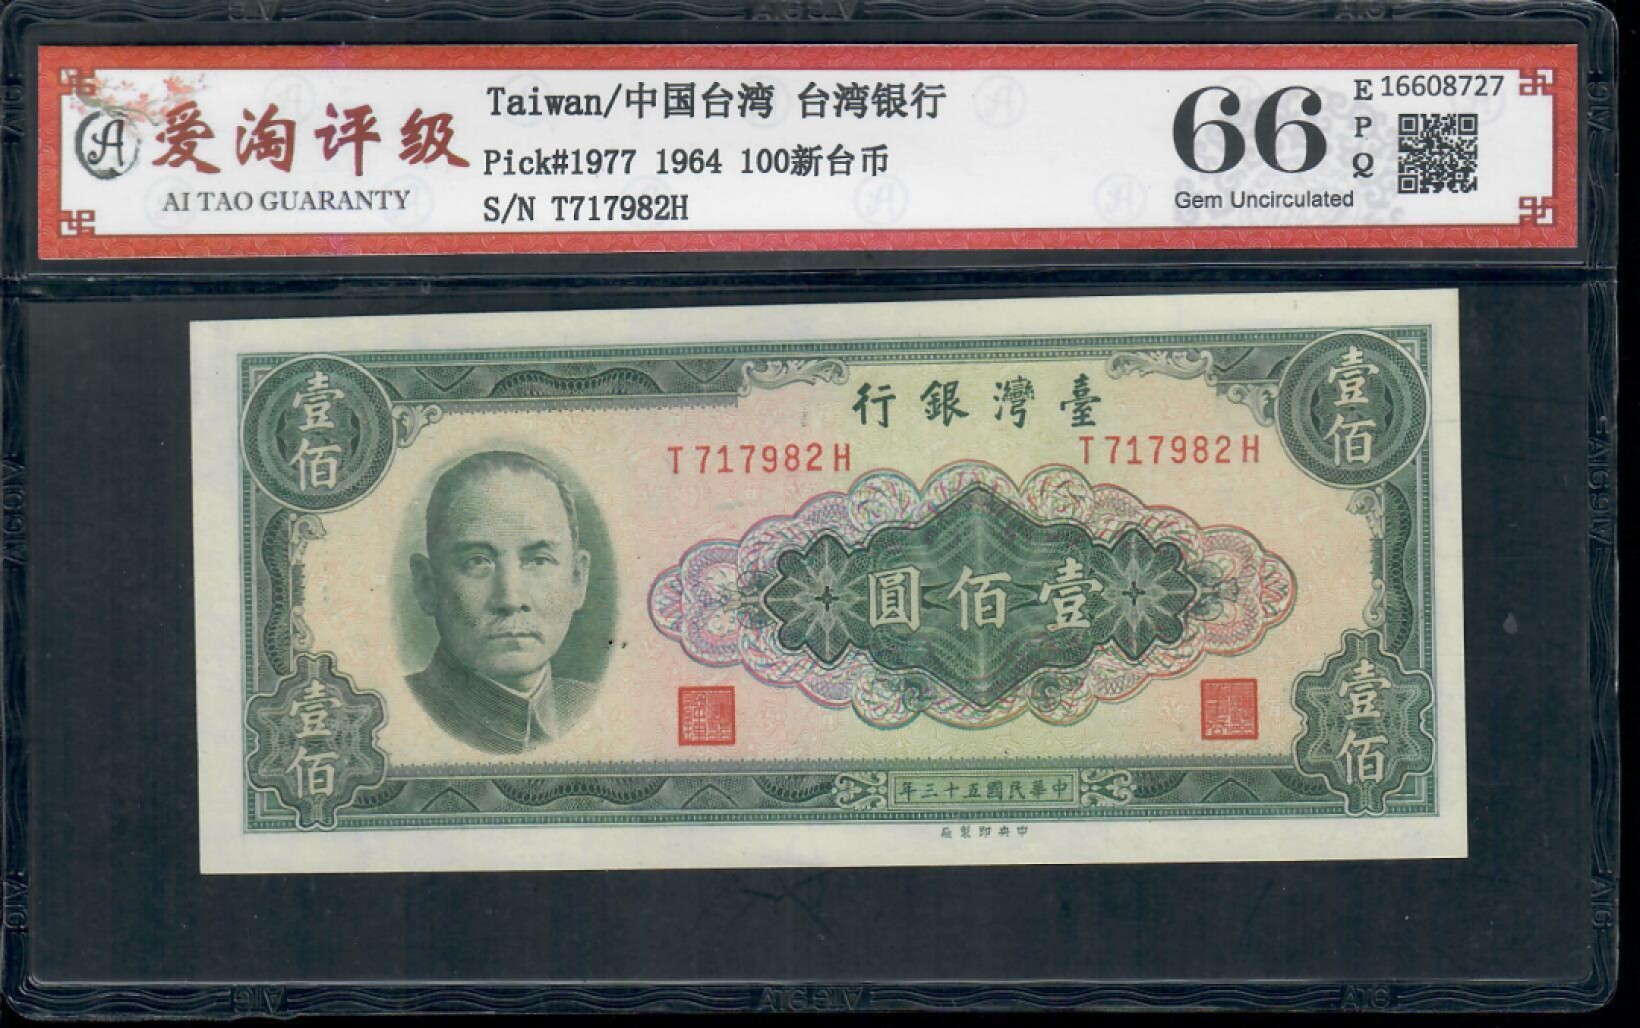 爱淘评级
AI TAO GUARANTY
Taiwan/中国台湾 台湾银行
Pick#1977 1964 100新台币
S/N T717982H
66
EPQ
Gem Uncirculated
16608727
壹佰
壹佰
行銀灣臺
T717982H
T717982H
圓佰壹
壹佰
壹佰
年三十五國民華中
廠製印央中